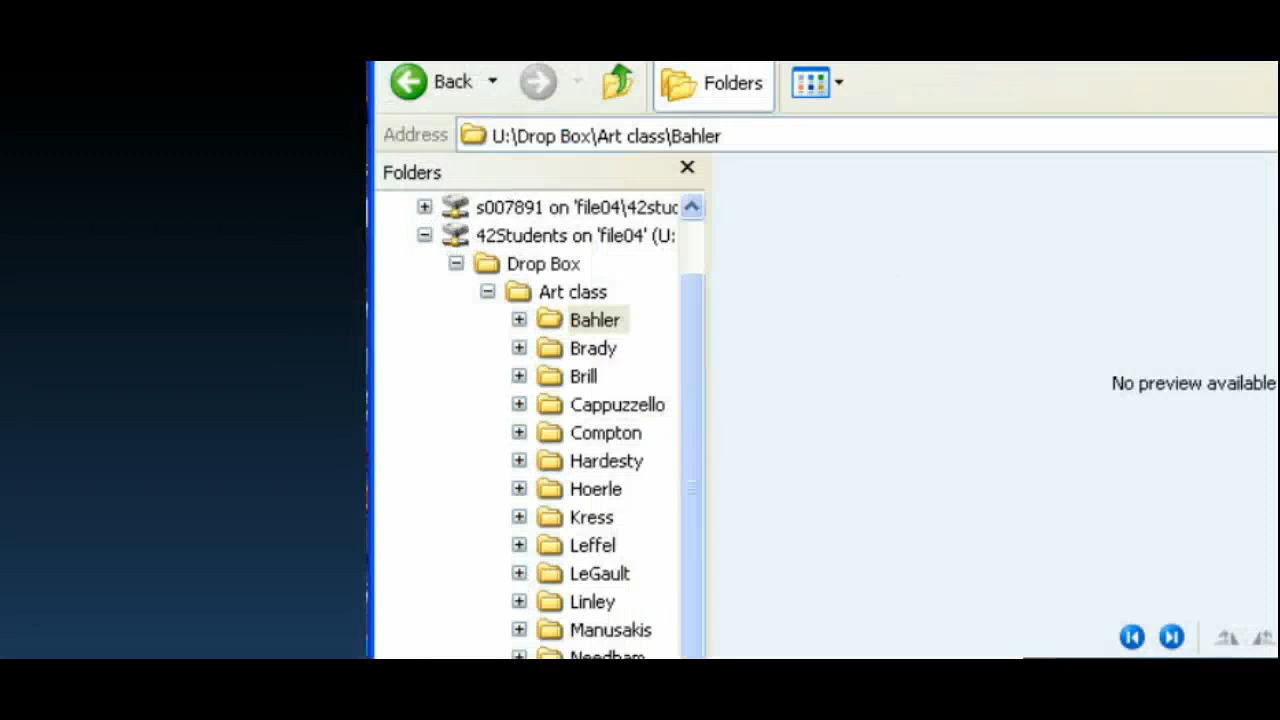 Back
Folders
Address U:\Drop Box\Art class\Bahler
Folders
s007891 on 'file04\42stuc
42Students on 'file04' (U:
Drop Box
Art class
Bahler
Brady
Brill
Cappuzzello
Compton
Hardesty
Hoerle
Kress
Leffel
LeGault
Linley
Manusakis
Needham
No preview available